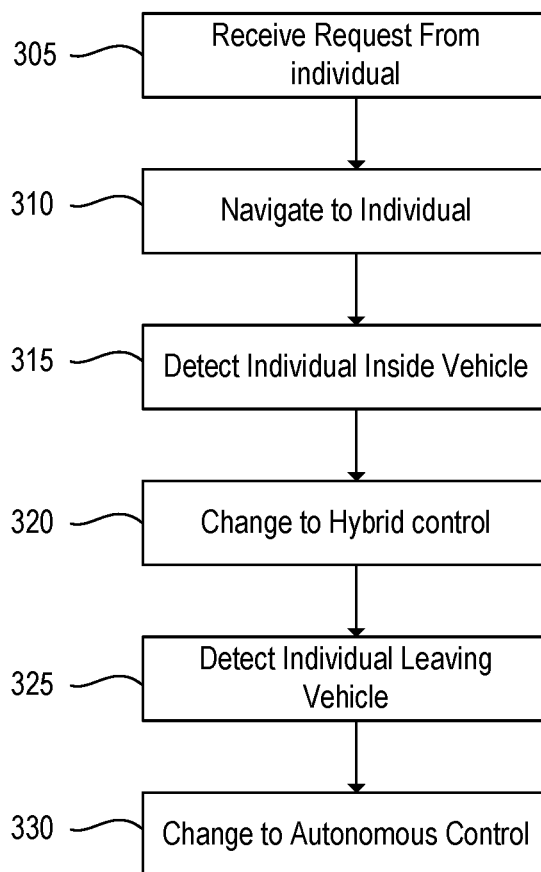 305
Receive Request From
individual
310
Navigate to Individual
315
Detect Individual Inside Vehicle
320
Change to Hybrid control
325
Detect Individual Leaving
Vehicle
330
Change to Autonomous Control